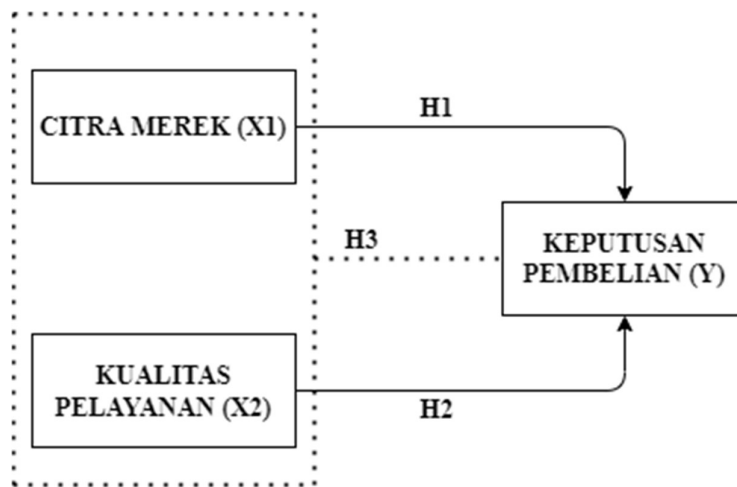 CITRA MEREK (X1)
H1
H3
KEPUTUSAN
PEMBELIAN (Y)
KUALITAS
PELAYANAN (X2)
H2